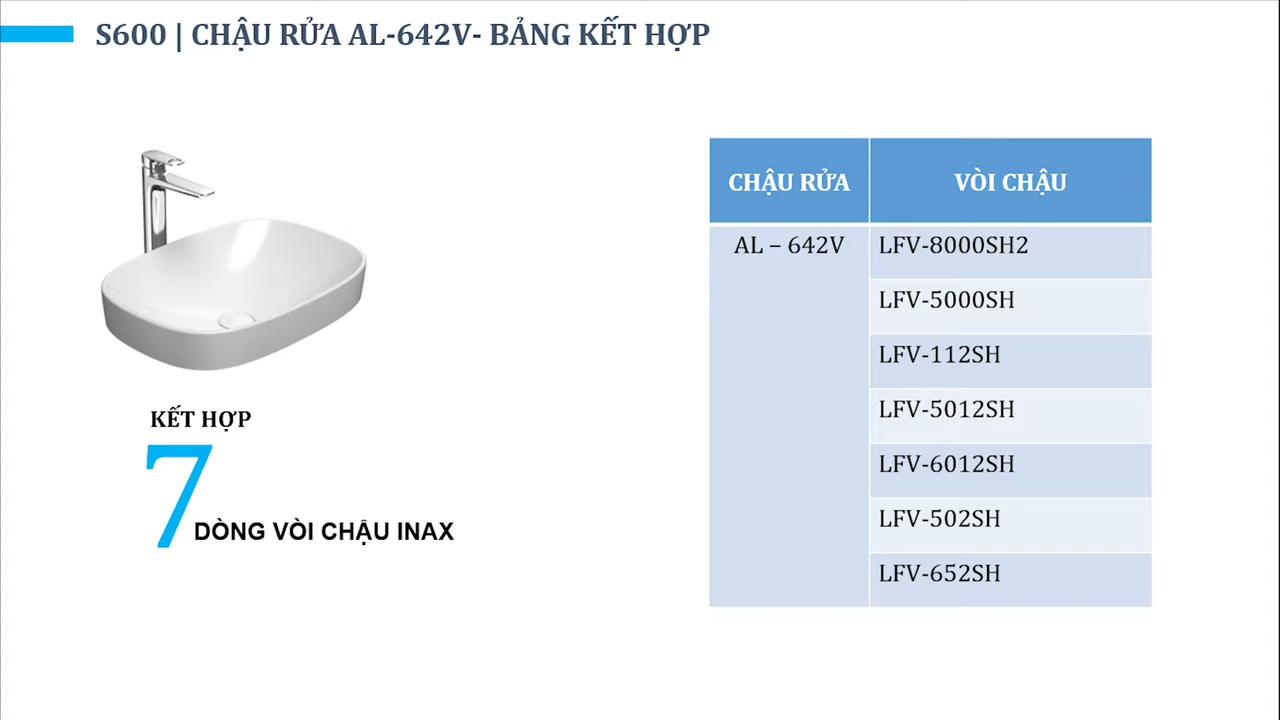 S600 | CHẬU RỬA AL-642V- BẢNG KẾT HỢP
KẾT HỢP
7 DÒNG VÒI CHẬU INAX
CHẬU RỬA VÒI CHẬU
AL – 642V LFV-8000SH2
LFV-5000SH
LFV-112SH
LFV-5012SH
LFV-6012SH
LFV-502SH
LFV-652SH